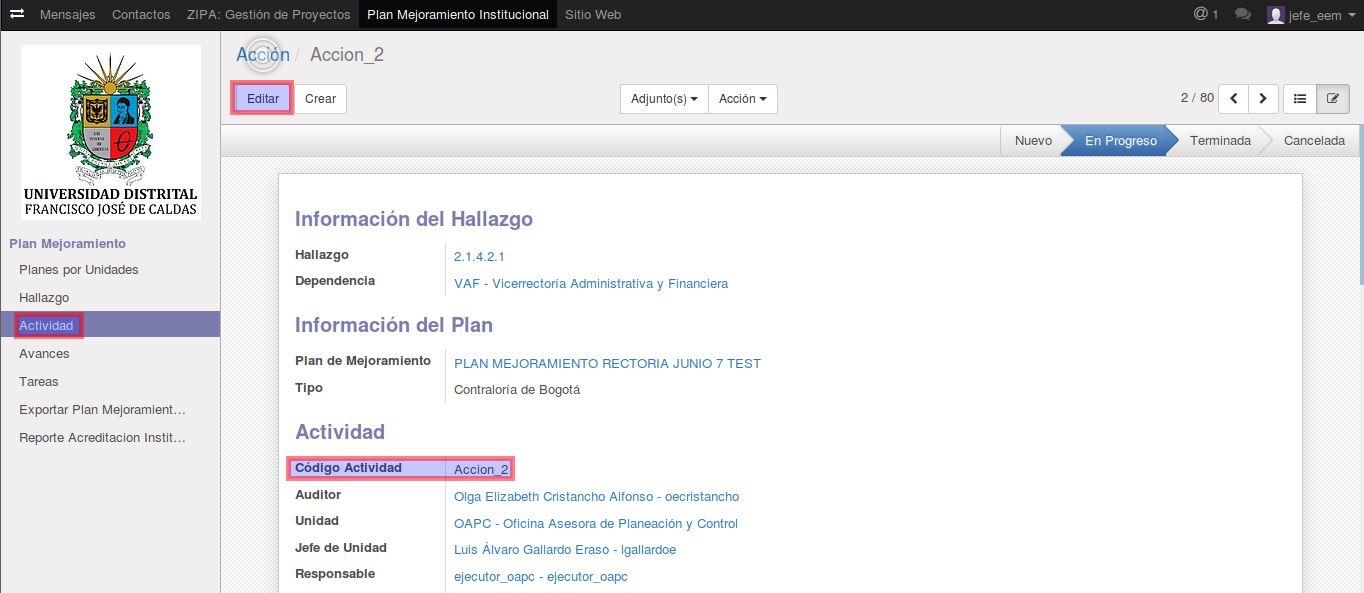 Mensajes Contactos ZIPA: Gestión de Proyectos Plan Mejoramiento Institucional Sitio Web @ 1 jefe_eem
UNIVERSIDAD DISTRITAL
FRANCISCO JOSÉ DE CALDAS
Plan Mejoramiento
Planes por Unidades
Hallazgo
Actividad
Avances
Tareas
Exportar Plan Mejoramient…
Reporte Acreditacion Instit…
Acción / Accion_2
Editar Crear Adjunto(s) Acción 2 / 80
Nuevo En Progreso Terminada Cancelada
Información del Hallazgo
Hallazgo 2.1.4.2.1
Dependencia VAF - Vicerrectoría Administrativa y Financiera
Información del Plan
Plan de Mejoramiento PLAN MEJORAMIENTO RECTORIA JUNIO 7 TEST
Tipo Contraloría de Bogotá
Actividad
Código Actividad Accion_2
Auditor Olga Elizabeth Cristancho Alfonso - oecristancho
Unidad OAPC - Oficina Asesora de Planeación y Control
Jefe de Unidad Luis Álvaro Gallardo Eraso - lgallardoe
Responsable ejecutor_oapc - ejecutor_oapc